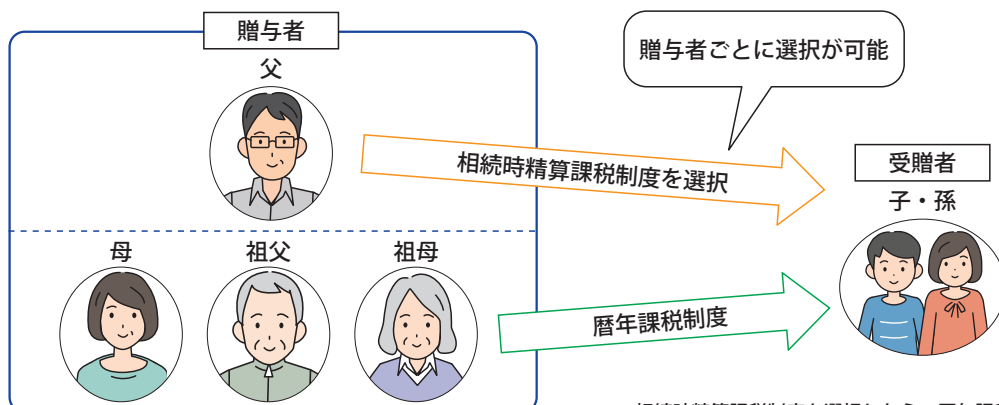 贈与者
父
贈与者ごとに選択が可能
相続時精算課税制度を選択
受贈者
子・孫
母
祖父
祖母
暦年課税制度